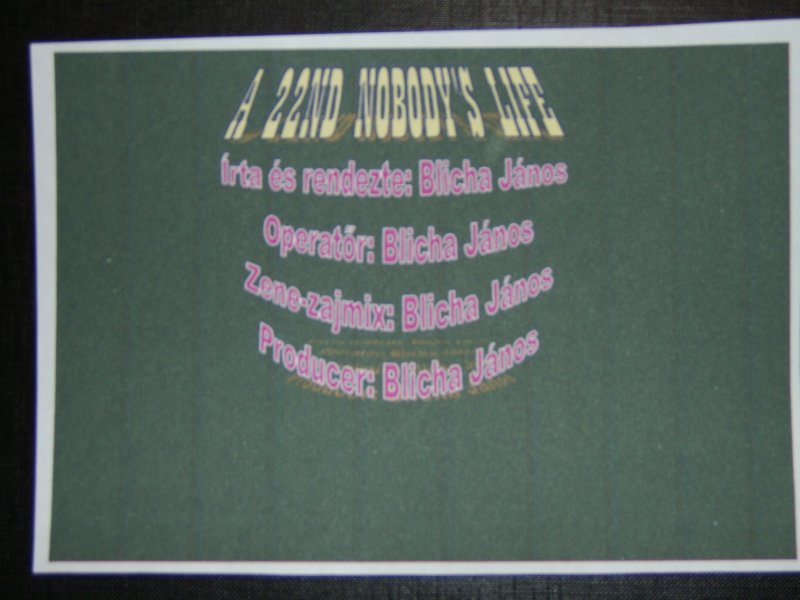 A 22ND NOBODY'S LIFE
Írta és rendezte: Blicha János
Operatőr: Blicha János
Zene-zajmix: Blicha János
Producer: Blicha János